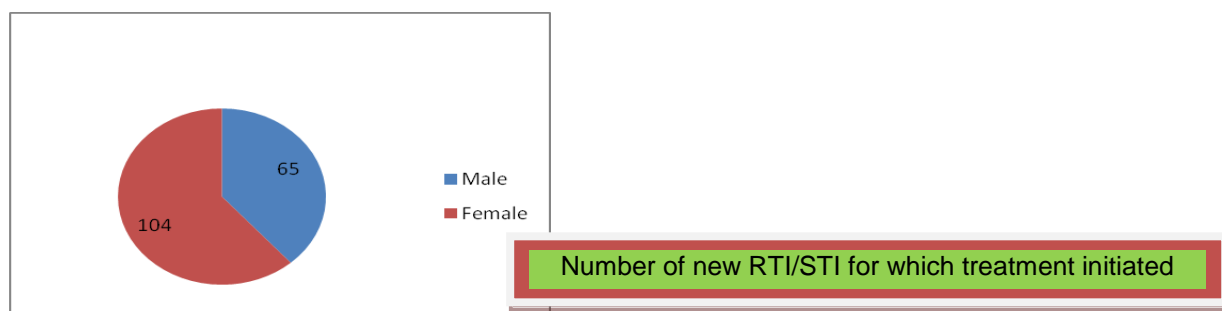 65
Male
Female
104
Number of new RTI/STI for which treatment initiated